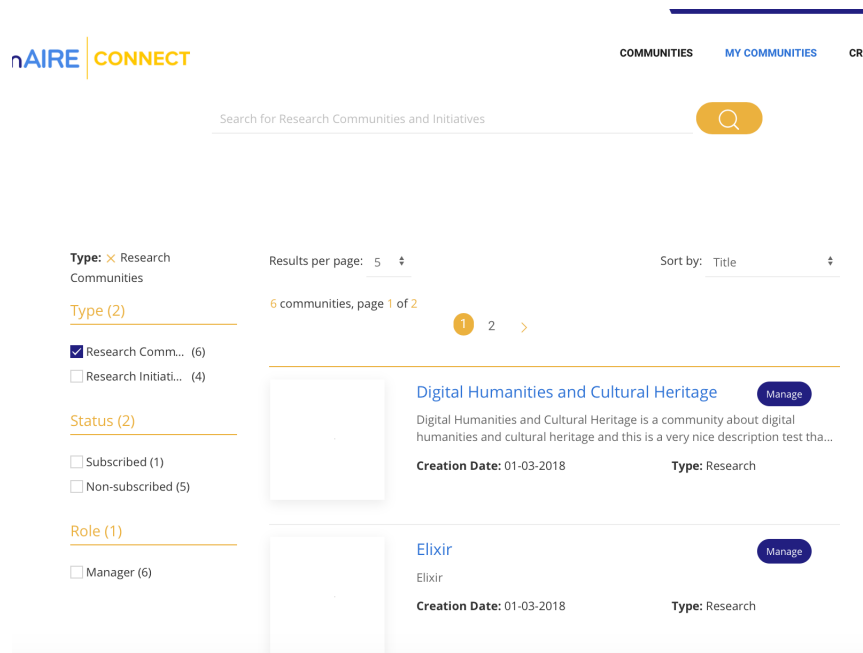 nAIRE CONNECT
COMMUNITIES
MY COMMUNITIES
CR
Search for Research Communities and Initiatives
Type: × Research
Communities
Type (2)
Research Comm... (6)
Research Initiati... (4)
Status (2)
Subscribed (1)
Non-subscribed (5)
Role (1)
Manager (6)
Results per page: 5
Sort by: Title
6 communities, page 1 of 2
1 2 >
Digital Humanities and Cultural Heritage
Manage
Digital Humanities and Cultural Heritage is a community about digital
humanities and cultural heritage and this is a very nice description test tha...
Creation Date: 01-03-2018
Type: Research
Elixir
Manage
Elixir
Creation Date: 01-03-2018
Type: Research